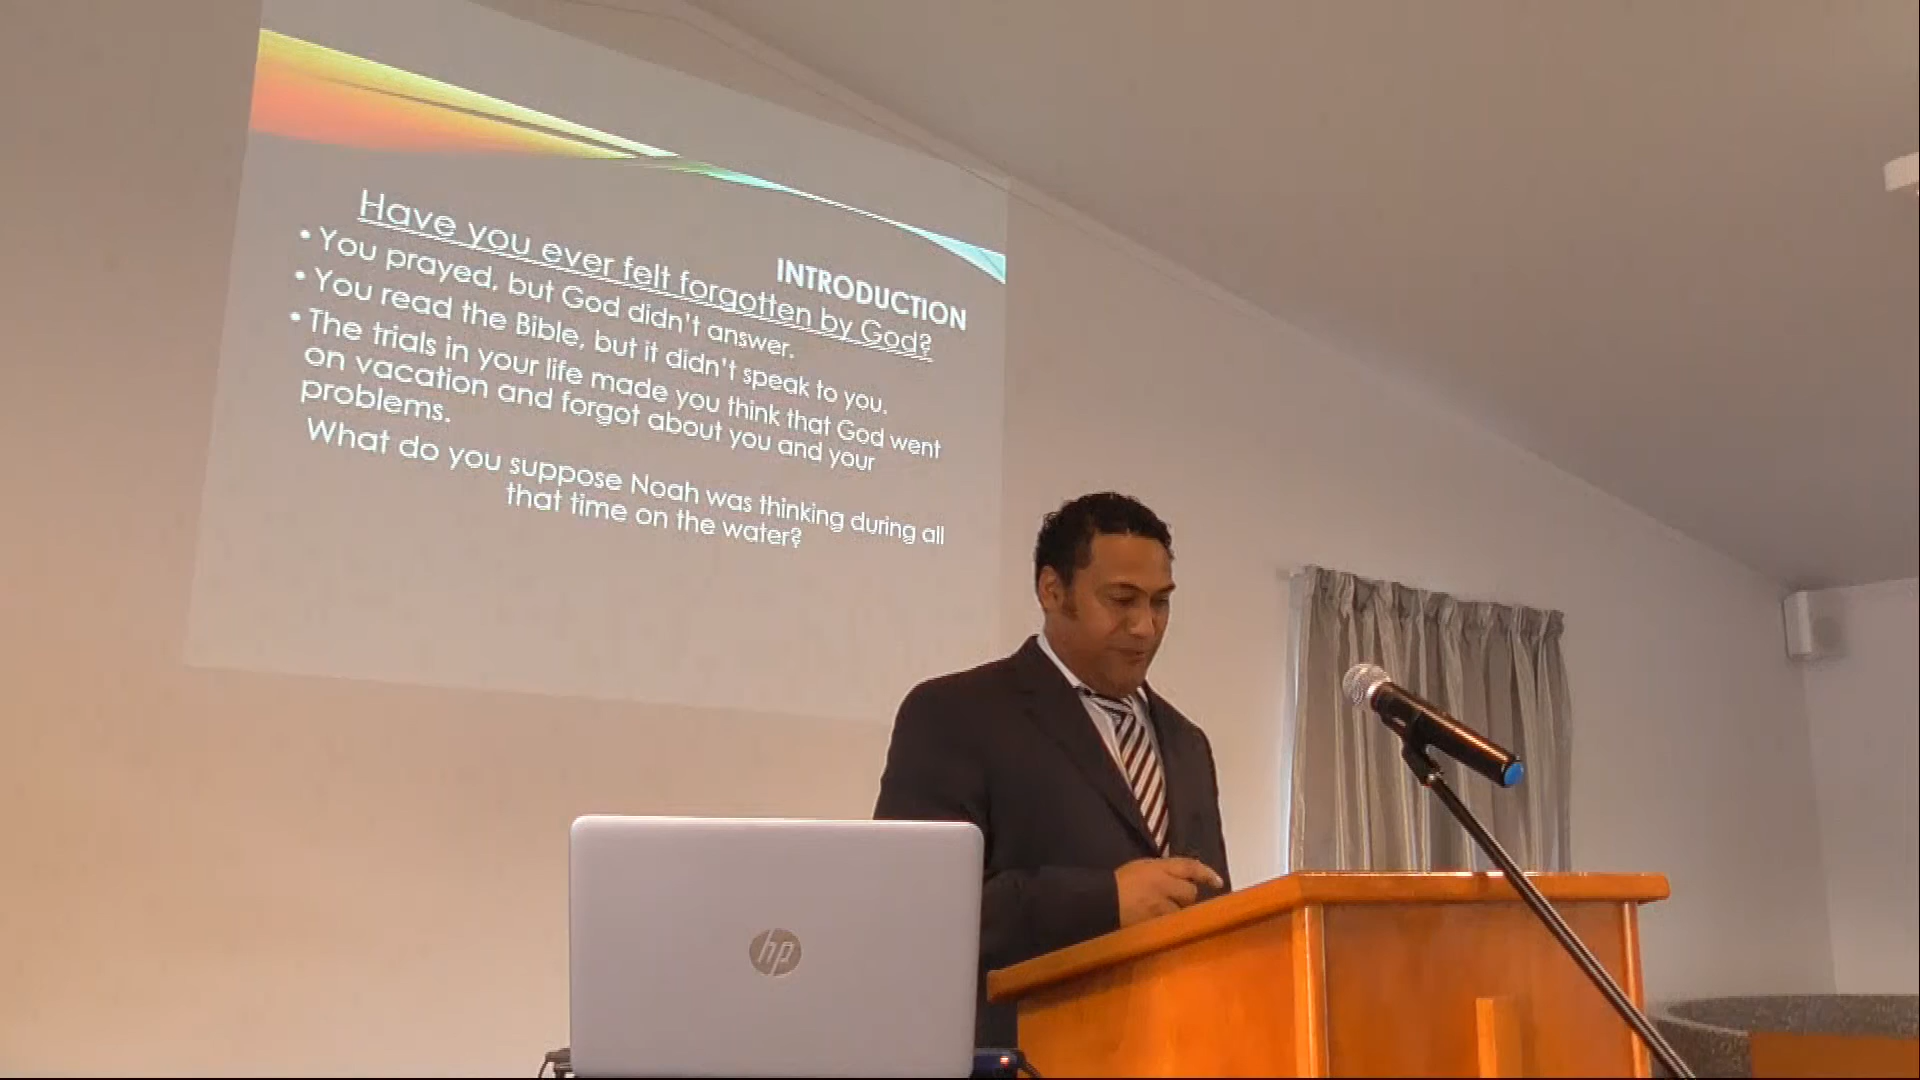 INTRODUCTION
Have you ever felt forgotten by God?
• You prayed, but God didn't answer.
• You read the Bible, but it didn't speak to you.
• The trials in your life made you think that God went
on vacation and forgot about you and your
problems.
What do you suppose Noah was thinking during all
that time on the water?
hp